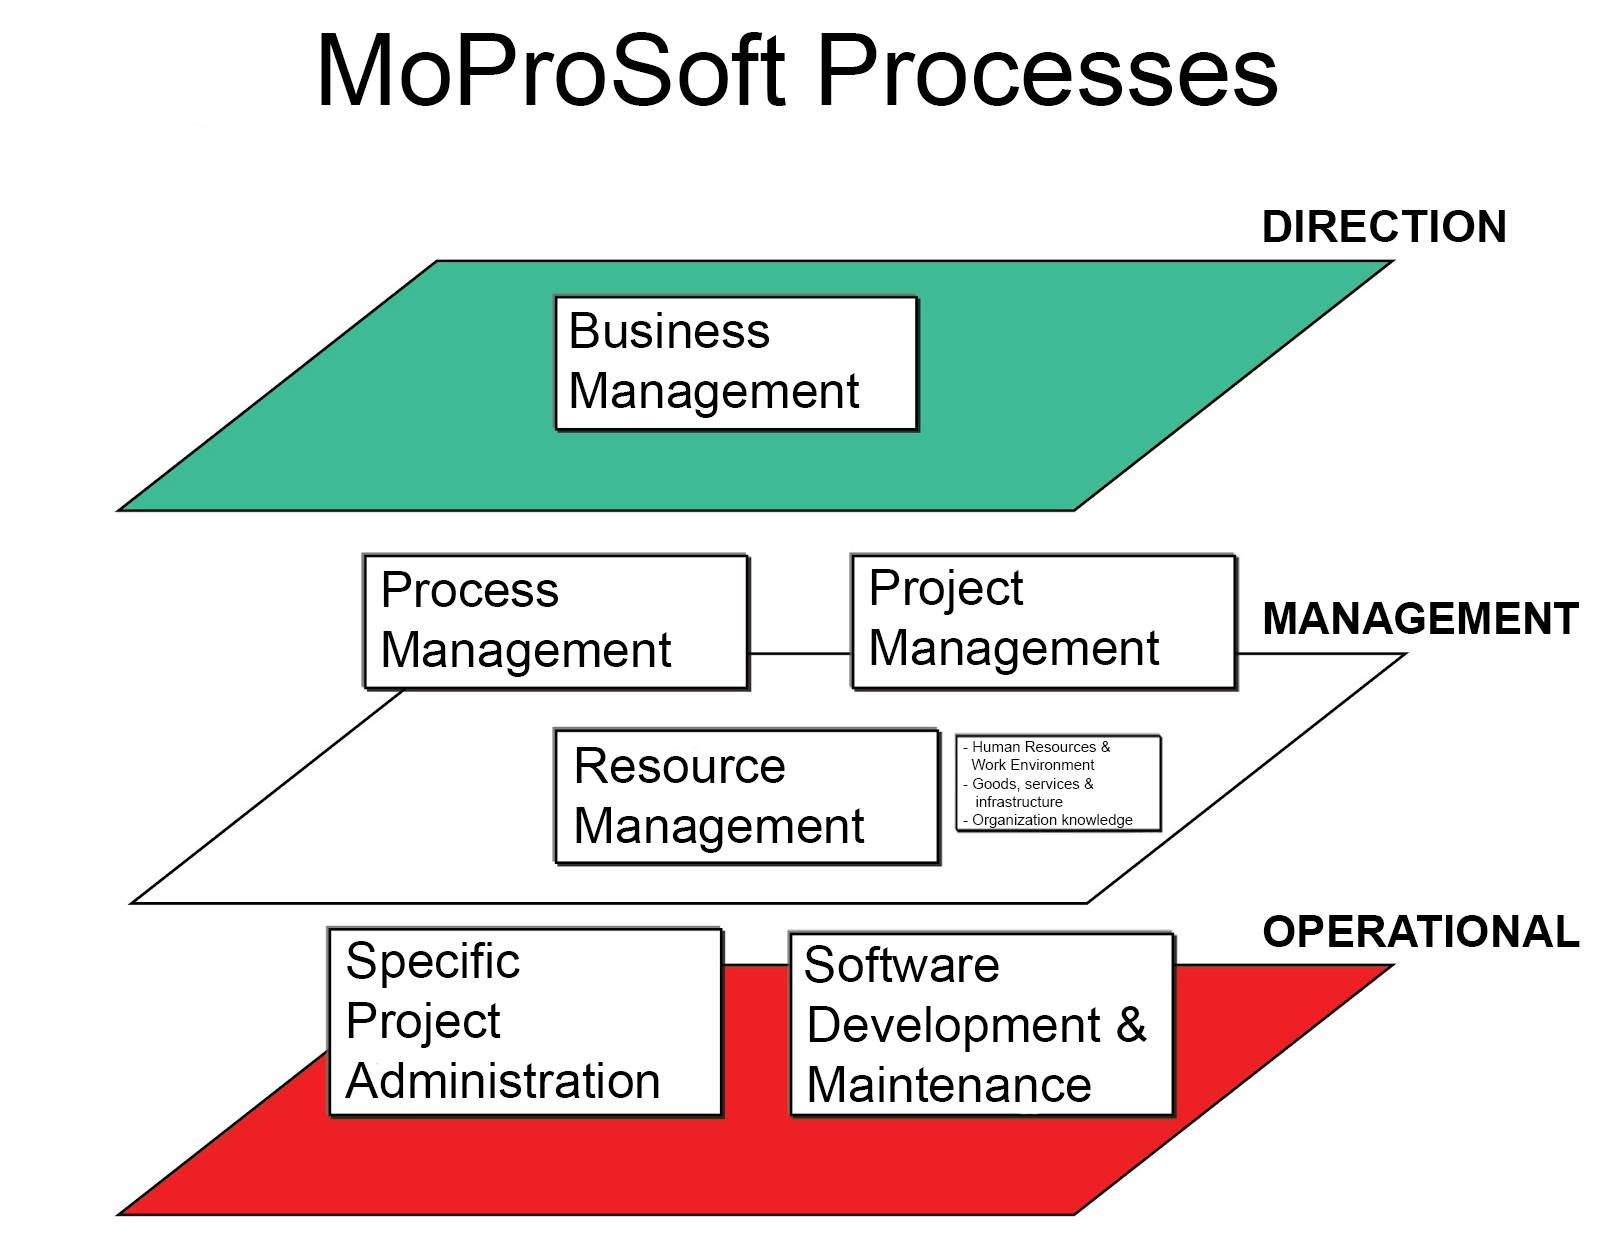 MoProSoft Processes
DIRECTION
Business
Management
Process
Management
Project
Management
MANAGEMENT
Resource
Management
- Human Resources &
Work Environment
- Goods, services &
infrastructure
- Organization knowledge
OPERATIONAL
Specific
Project
Administration
Software
Development &
Maintenance